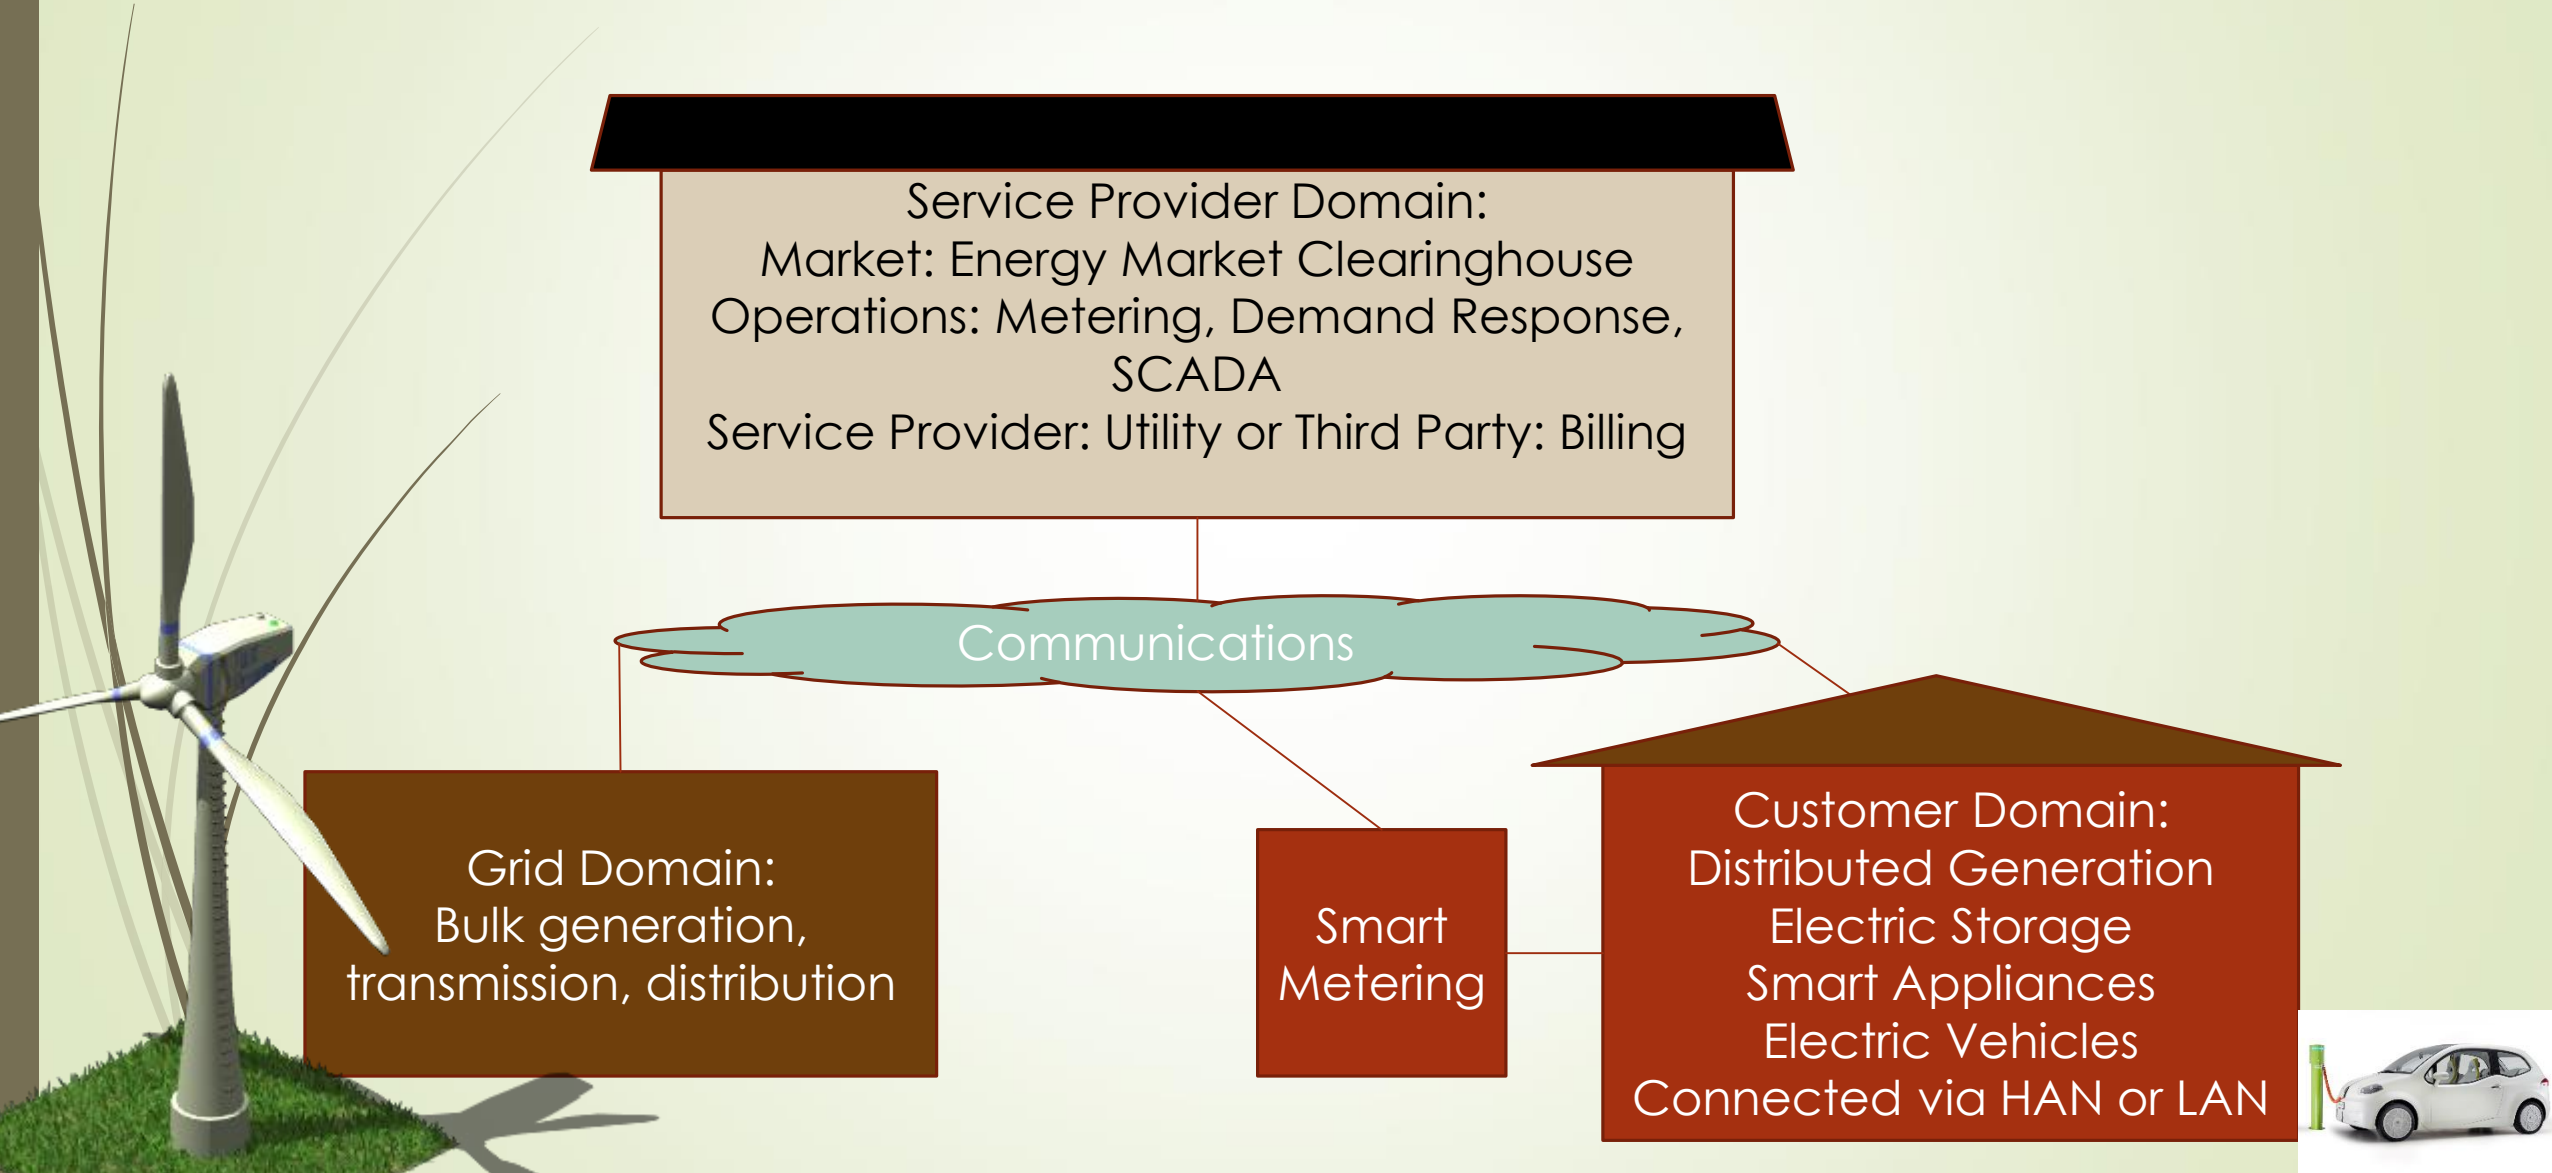 Service Provider Domain:
Market: Energy Market Clearinghouse
Operations: Metering, Demand Response,
SCADA
Service Provider: Utility or Third Party: Billing
Communications
Grid Domain:
Bulk generation,
transmission, distribution
Smart
Metering
Customer Domain:
Distributed Generation
Electric Storage
Smart Appliances
Electric Vehicles
Connected via HAN or LAN